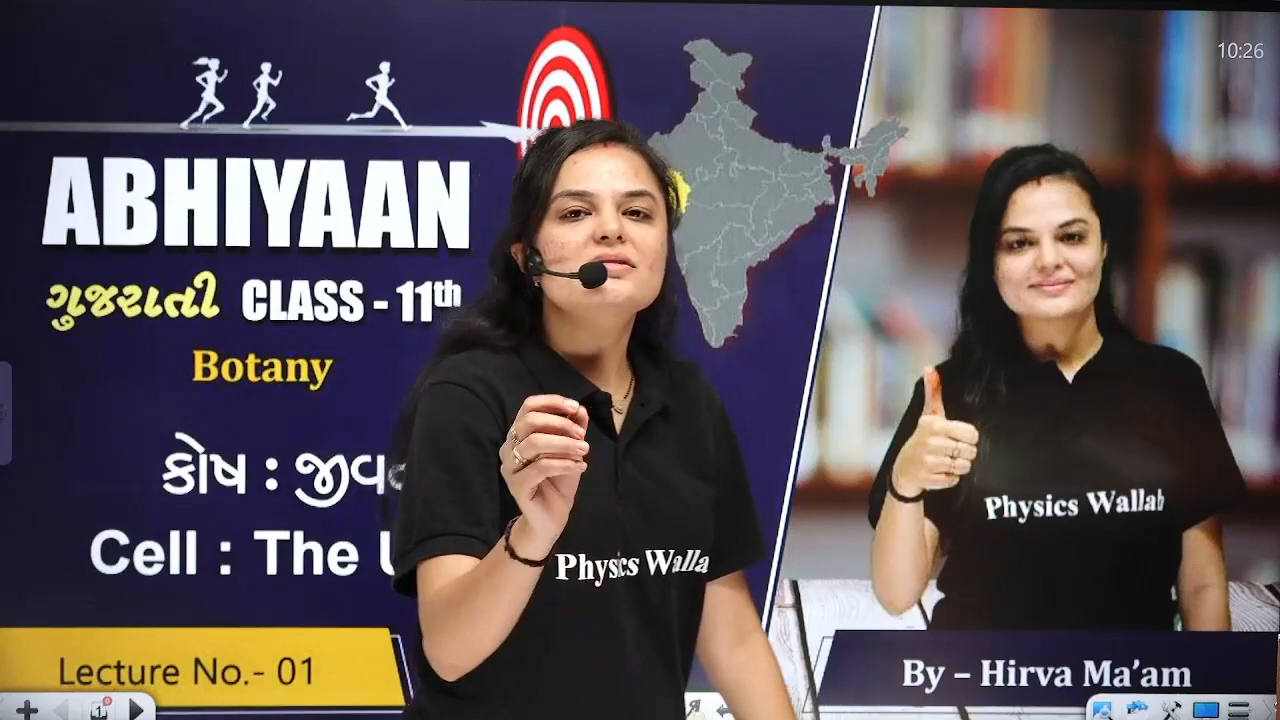 10:26
ABHIYAAN
ગુજરાતી CLASS - 11th
Botany
કોષ : જીવ
Cell : The
Physics Walla
Physics Wallah
Lecture No.- 01
By – Hirva Ma'am